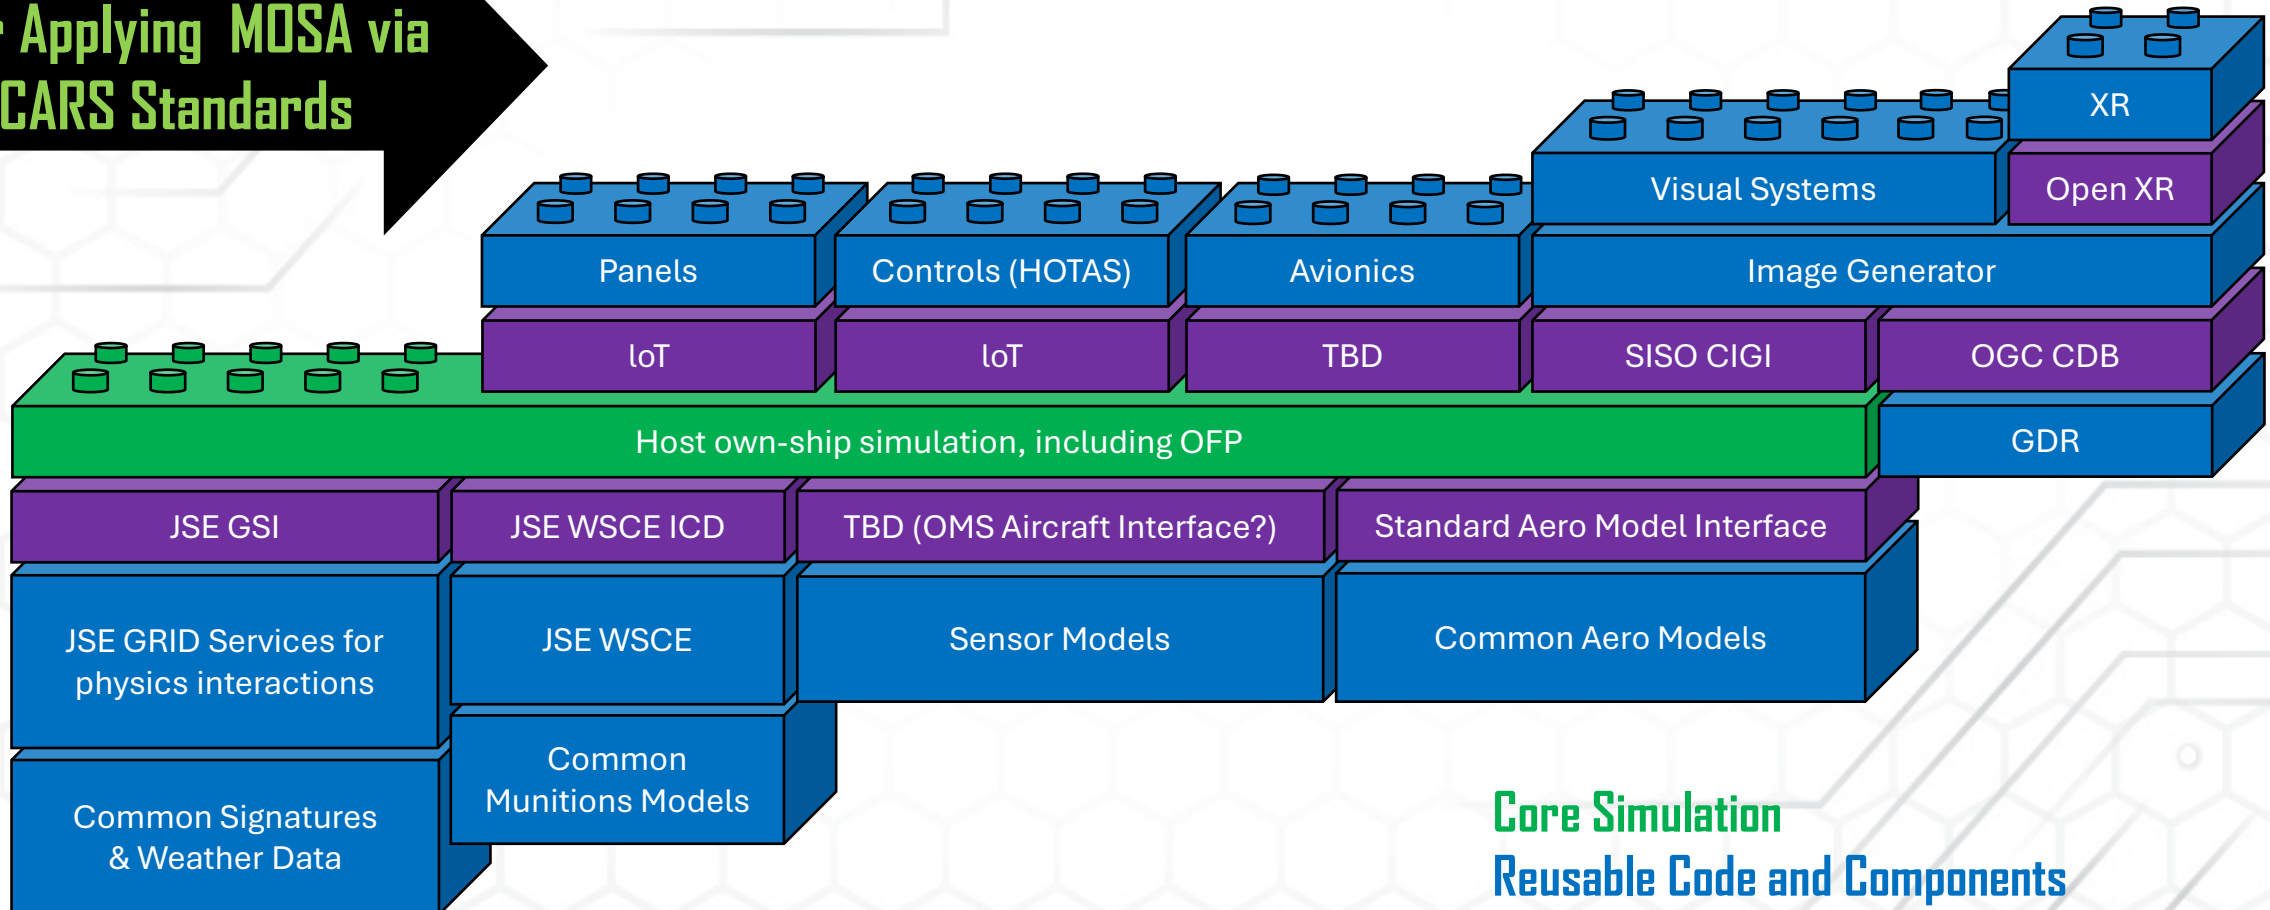 Applying MOSA via
CARS Standards
XR
Visual Systems
Open XR
Panels
Controls (HOTAS)
Avionics
Image Generator
loT
loT
TBD
SISO CIGI
OGC CDB
Host own-ship simulation, including OFP
GDR
JSE GSI
JSE WSCE ICD
TBD (OMS Aircraft Interface?)
Standard Aero Model Interface
JSE GRID Services for
physics interactions
JSE WSCE
Sensor Models
Common Aero Models
Common
Munitions Models
Common Signatures
& Weather Data
Core Simulation
Reusable Code and Components